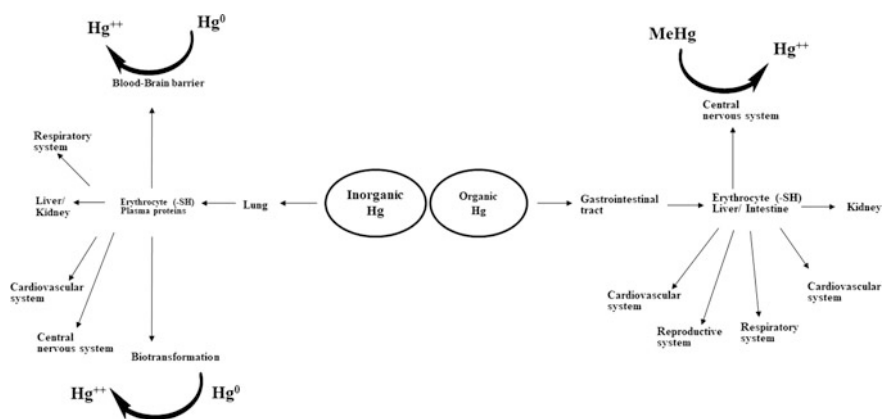 Hg⁺⁺
Hg⁰
Blood-Brain barrier
Respiratory
system
Liver/
Kidney
Erythrocyte (-SH)
Plasma proteins
Lung
Inorganic
Hg
Cardiovascular
system
Central
nervous system
Biotransformation
Hg⁺⁺
Hg⁰
Organic
Hg
Gastrointestinal
tract
Erythrocyte (-SH)
Liver/ Intestine
Kidney
MeHg
Hg⁺⁺
Central
nervous system
Cardiovascular
system
Reproductive
system
Respiratory
system
Cardiovascular
system